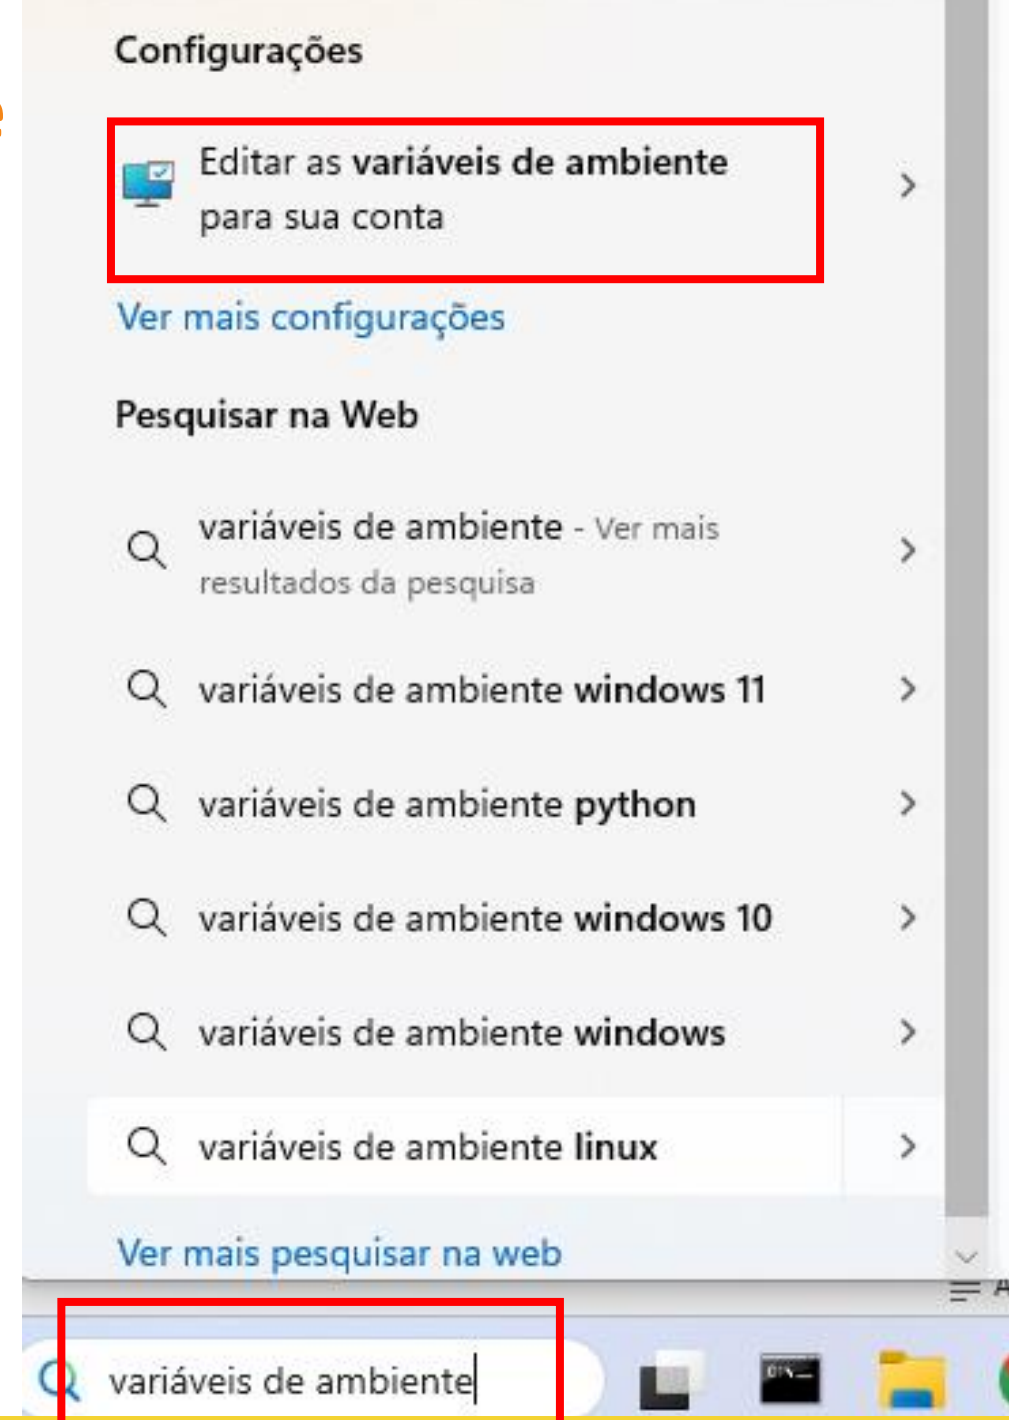 Configurações
Editar as variáveis de ambiente
para sua conta
Ver mais configurações
Pesquisar na Web
variáveis de ambiente - Ver mais
resultados da pesquisa
variáveis de ambiente windows 11
variáveis de ambiente python
variáveis de ambiente windows 10
variáveis de ambiente windows
variáveis de ambiente linux
Ver mais pesquisar na web
variáveis de ambiente